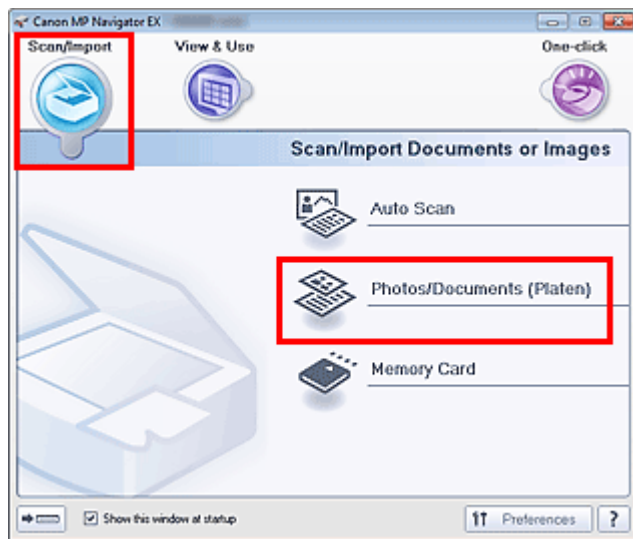 Canon MP Navigator EX
Scan/Import View & Use One-click
Scan/Import Documents or Images
Auto Scan
Photos/Documents (Platen)
Memory Card
Show this window at startup Preferences ?